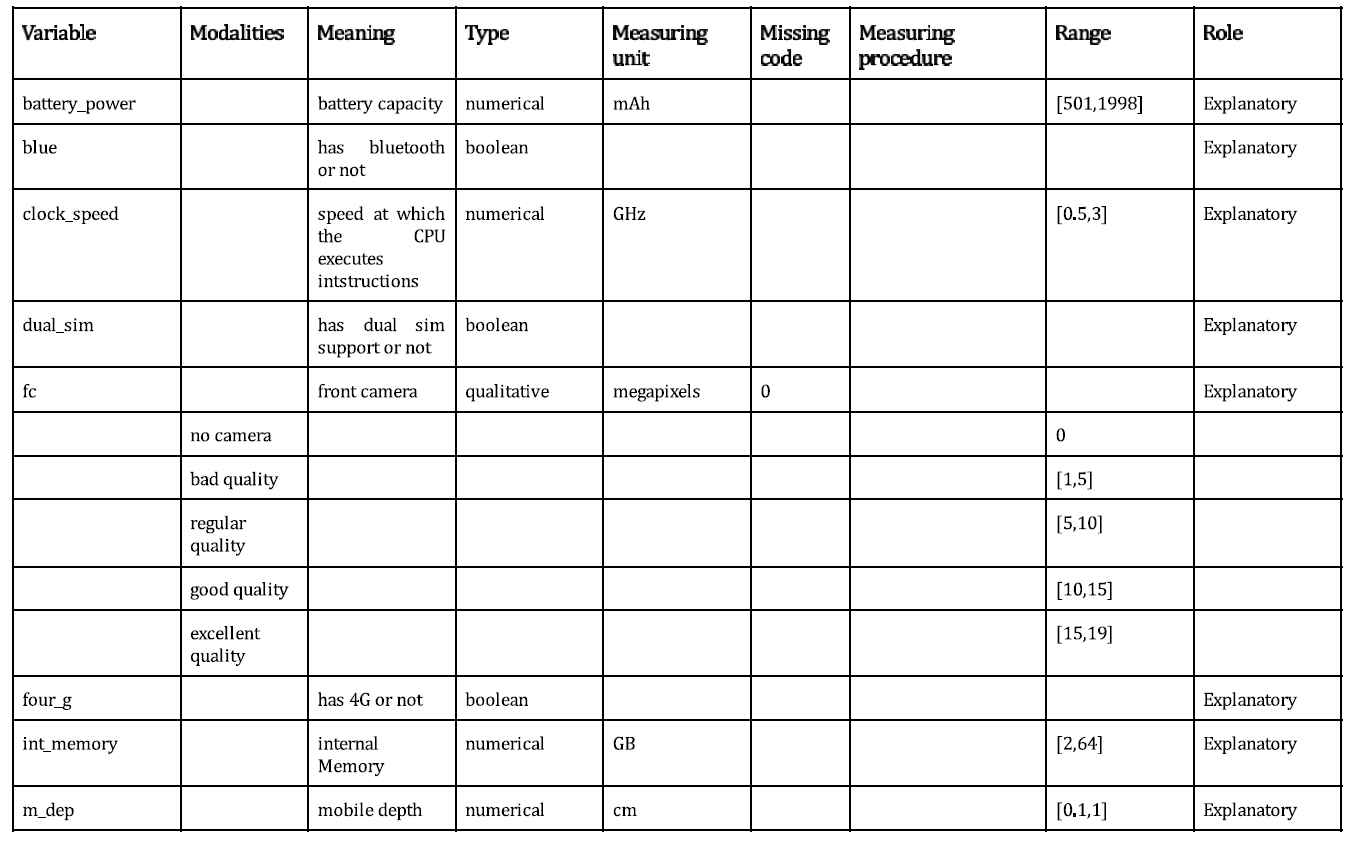 Variable Modalities Meaning Type Measuring unit Missing code Measuring procedure Range Role
battery_power battery capacity numerical mAh [501,1998] Explanatory
blue has bluetooth or not boolean Explanatory
clock_speed speed at which the CPU executes intstructions numerical GHz [0.5,3] Explanatory
dual_sim has dual sim support or not boolean Explanatory
fc front camera qualitative megapixels 0 Explanatory
no camera 0
bad quality [1,5]
regular quality [5,10]
good quality [10,15]
excellent quality [15,19]
four_g has 4G or not boolean Explanatory
int_memory internal Memory numerical GB [2,64] Explanatory
m_dep mobile depth numerical cm [0.1,1] Explanatory